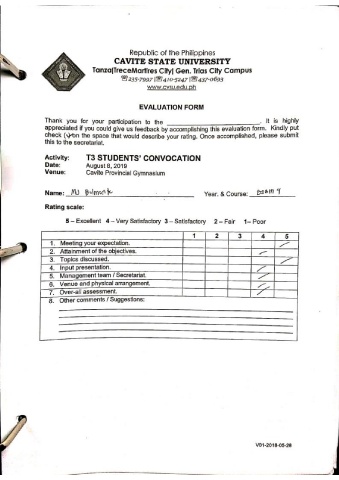 Republic of the Philippines
CAVITE STATE UNIVERSITY
Tanza|TreceMartires City| Gen. Trias City Campus
☏235-7997 |☏410-5247 |☏437-0693
www.cvsu.edu.ph
EVALUATION FORM
Thank you for your participation to the ______________________. It is highly
appreciated if you could give us feedback by accomplishing this evaluation form. Kindly put
check (✓) on the space that would describe your rating. Once accomplished, please submit
this to the secretariat.
Activity: T3 STUDENTS' CONVOCATION
Date: August 8, 2019
Venue: Cavite Provincial Gymnasium
Name: MJ Year. & Course:
Rating scale:
5 – Excellent 4 – Very Satisfactory 3 – Satisfactory 2 – Fair 1– Poor
1 2 3 4 5
1. Meeting your expectation. ✓
2. Attainment of the objectives. ✓
3. Topics discussed. ✓
4. Input presentation. ✓
5. Management team / Secretariat. ✓
6. Venue and physical arrangement. ✓
7. Over-all assessment. ✓
8. Other comments / Suggestions:
V01-2018-05-28